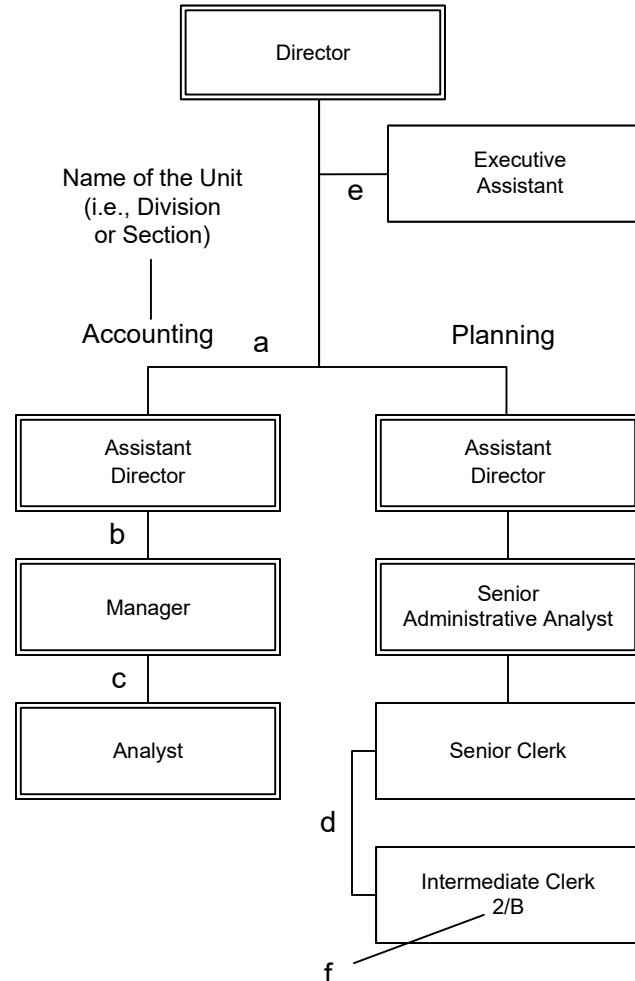 Director
Executive
Assistant
e
Name of the Unit
(i.e., Division
or Section)
Accounting
a
Planning
Assistant
Director
Assistant
Director
b
Manager
Senior
Administrative Analyst
c
Analyst
Senior Clerk
d
Intermediate Clerk
2/B
f